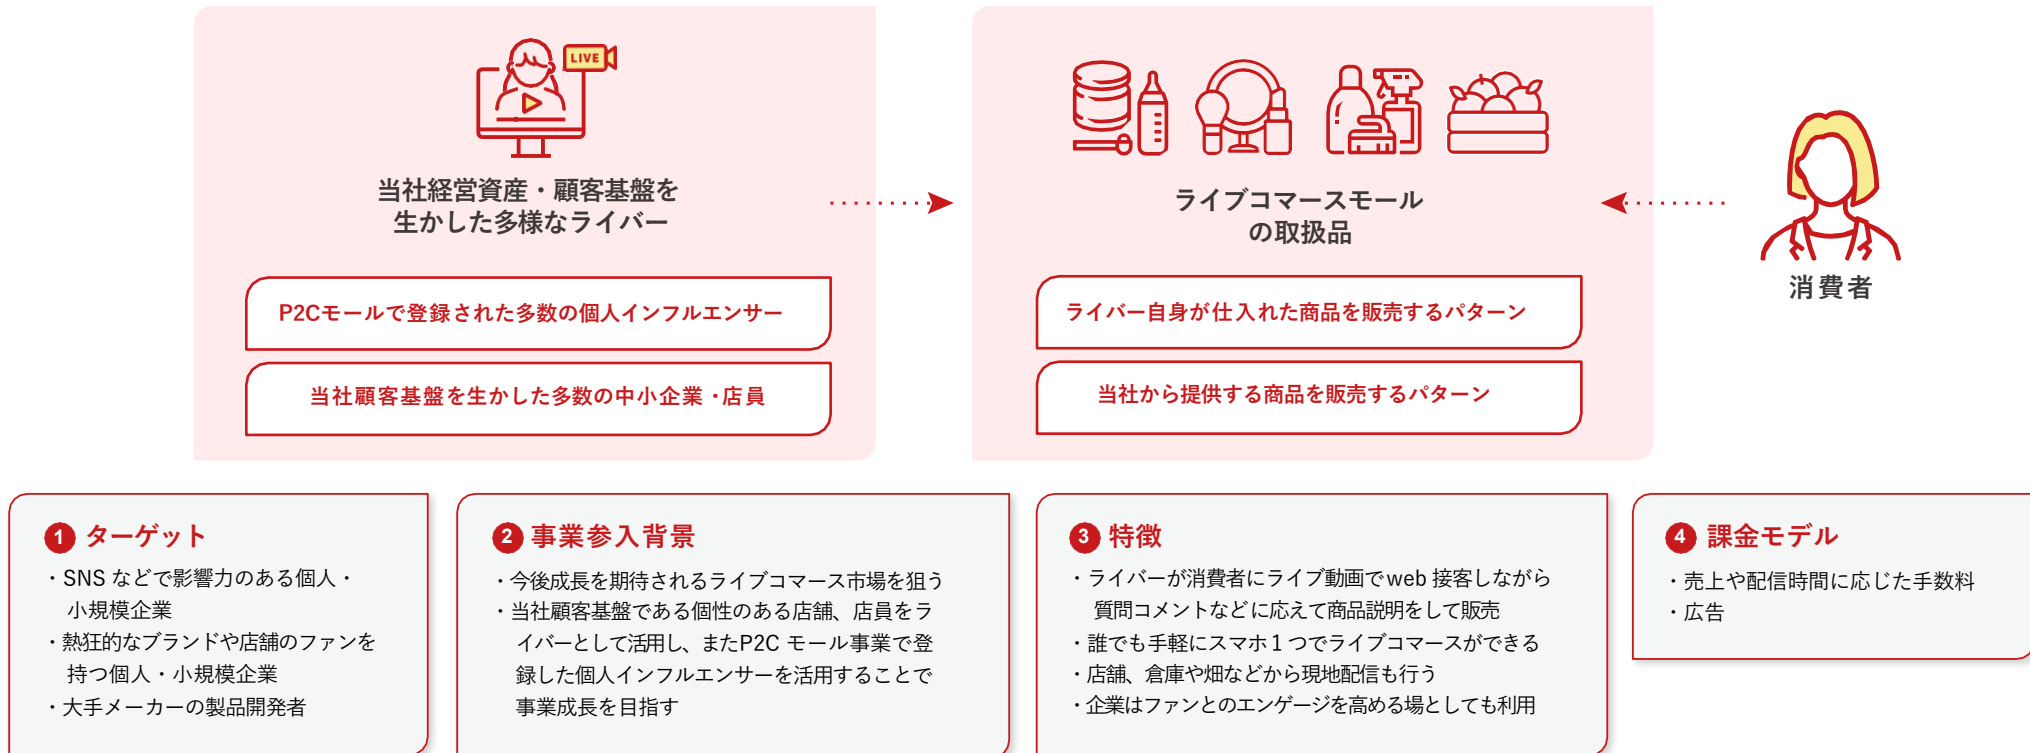 LIVE
当社経営資産・顧客基盤を
生かした多様なライバー
P2Cモールで登録された多数の個人インフルエンサー
当社顧客基盤を生かした多数の中小企業・店員
ライブコマースモール
の取扱品
ライバー自身が仕入れた商品を販売するパターン
当社から提供する商品を販売するパターン
消費者
1 ターゲット
・SNS などで影響力のある個人・
小規模企業
・熱狂的なブランドや店舗のファンを
持つ個人・小規模企業
・大手メーカーの製品開発者
2 事業参入背景
・今後成長を期待されるライブコマース市場を狙う
・当社顧客基盤である個性のある店舗、店員をラ
イバーとして活用し、またP2C モール事業で登
録した個人インフルエンサーを活用することで
事業成長を目指す
3 特徴
・ライバーが消費者にライブ動画でweb 接客しながら
質問コメントなどに応えて商品説明をして販売
・誰でも手軽にスマホ1つでライブコマースができる
・店舗、倉庫や畑などから現地配信も行う
・企業はファンとのエンゲージを高める場としても利用
4 課金モデル
・売上や配信時間に応じた手数料
・広告